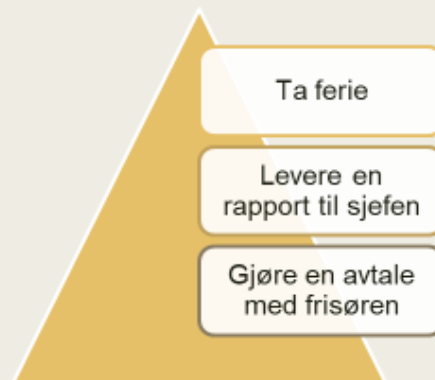 Ta ferie
Levere en
rapport til sjefen
Gjøre en avtale
med frisøren